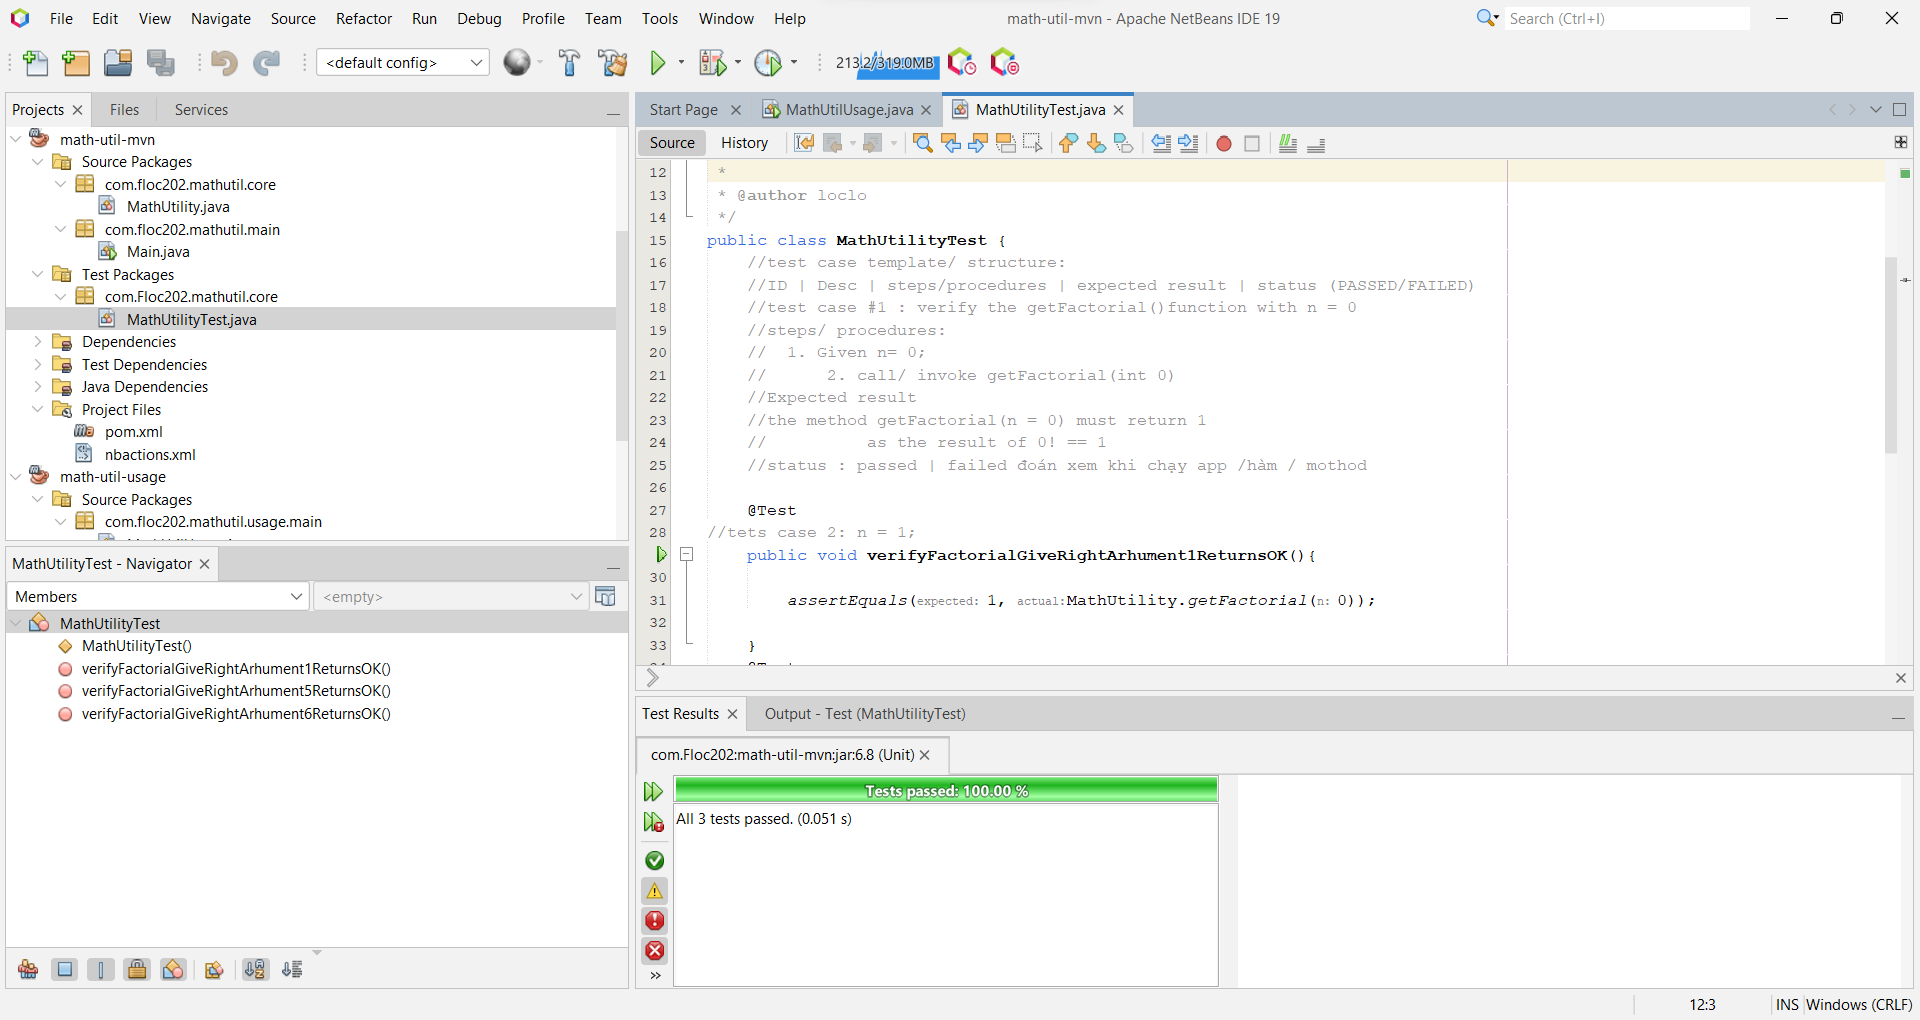 File Edit View Navigate Source Refactor Run Debug Profile Team Tools Window Help
math-util-mvn - Apache NetBeans IDE 19
Search (Ctrl+I)
<default config>
213.2/319.0MB
Projects Files Services
math-util-mvn
Source Packages
com.floc202.mathutil.core
MathUtility.java
com.floc202.mathutil.main
Main.java
Test Packages
com.Floc202.mathutil.core
MathUtilityTest.java
Dependencies
Test Dependencies
Java Dependencies
Project Files
pom.xml
nbactions.xml
math-util-usage
Source Packages
com.floc202.mathutil.usage.main
MathUtilityTest - Navigator
Members <empty>
MathUtilityTest
MathUtilityTest()
verifyFactorialGiveRightArhument1ReturnsOK()
verifyFactorialGiveRightArhument5ReturnsOK()
verifyFactorialGiveRightArhument6ReturnsOK()
Start Page MathUtilUsage.java MathUtilityTest.java
Source History
12 *
13 * @author loclo
14 */
15 public class MathUtilityTest {
16 //test case template/ structure:
17 //ID | Desc | steps/procedures | expected result | status (PASSED/FAILED)
18 //test case #1 : verify the getFactorial()function with n = 0
19 //steps/ procedures:
20 // 1. Given n= 0;
21 // 2. call/ invoke getFactorial(int 0)
22 //Expected result
23 //the method getFactorial(n = 0) must return 1
24 // as the result of 0! == 1
25 //status : passed | failed đoán xem khi chạy app /hàm / mothod
26
27 @Test
28 //tets case 2: n = 1;
public void verifyFactorialGiveRightArhument1ReturnsOK(){
30
31 assertEquals(expected: 1, actual:MathUtility.getFactorial(n: 0));
32
33 }
Test Results Output - Test (MathUtilityTest)
com.Floc202:math-util-mvn:jar:6.8 (Unit)
Tests passed: 100.00 %
All 3 tests passed. (0.051 s)
12:3 INS Windows (CRLF)